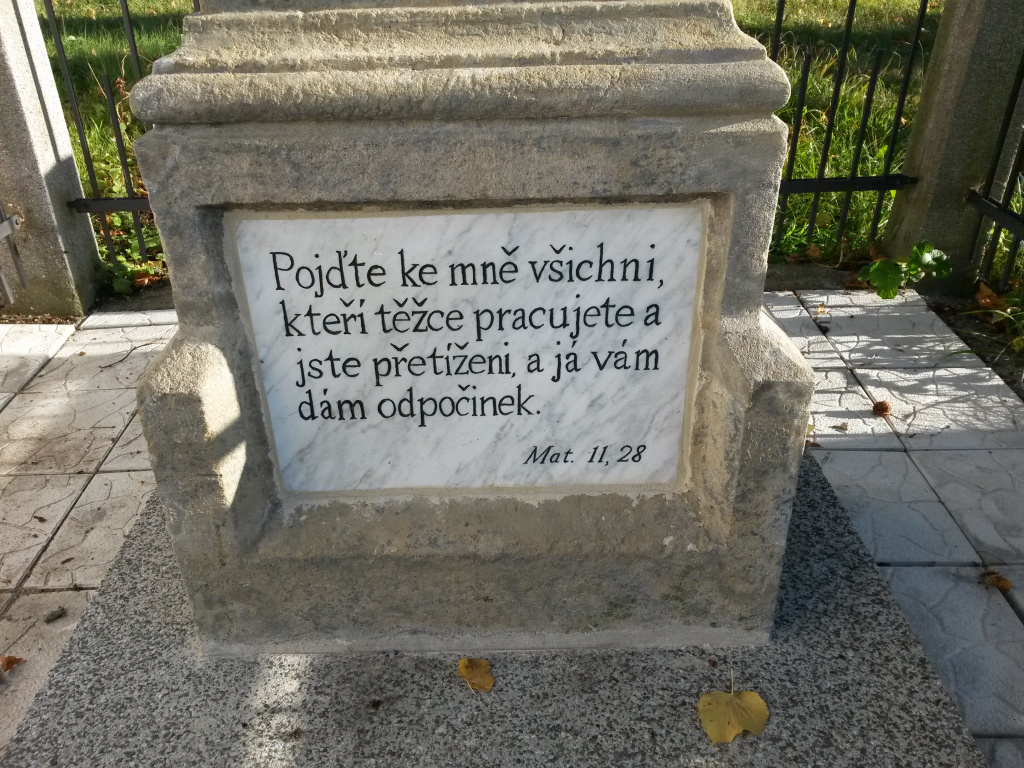 Pojďte ke mně všichni,
kteří těžce pracujete a
jste přetíženi, a já vám
dám odpočinek.
Mat. 11, 28